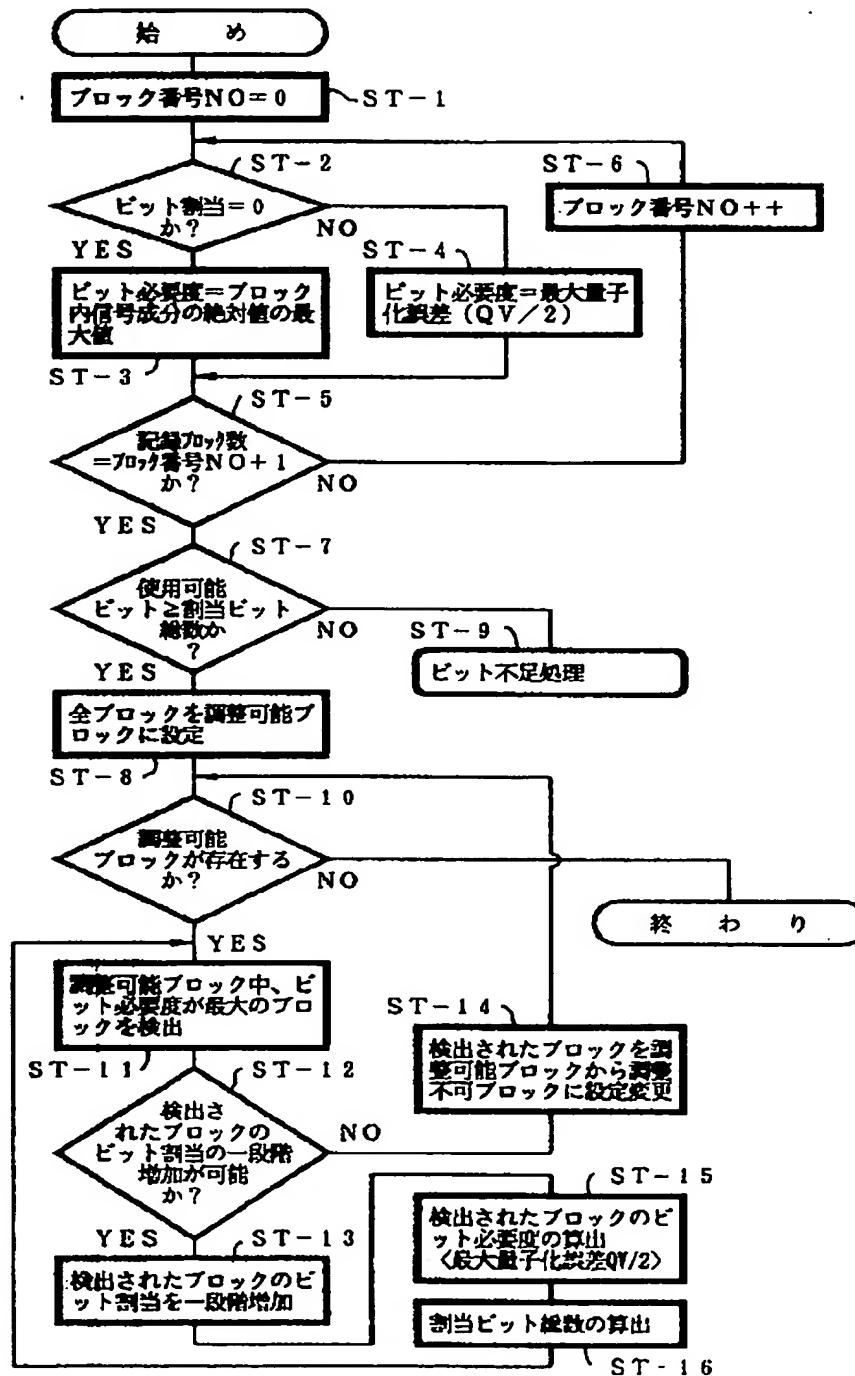 始 め
ブロック番号NO=0
ST-1
ST-2
ビット割当=0
か?
YES
NO
ST-6
ブロック番号NO++
ビット必要度=ブロック
内信号成分の絶対値の最
大値
ST-3
ST-4
ビット必要度=最大量子
化誤差(QV/2)
ST-5
記録ブロック数
=ブロック番号NO+1
か?
NO
YES
ST-7
使用可能
ビット≧割当ビット
総数か
?
NO
YES
ST-9
ビット不足処理
全ブロックを調整可能ブ
ロックに設定
ST-8
ST-10
調整可能
ブロックが存在する
か?
NO
YES
終 わ り
調整可能ブロック中、ビ
ット必要度が最大のブロ
ックを検出
ST-11
ST-12
検出さ
れたブロックの
ビット割当の一段階
増加が可能
か?
NO
YES
ST-14
検出されたブロックを調
整可能ブロックから調整
不可ブロックに設定変更
ST-13
検出されたブロックのビ
ット割当を一段階増加
ST-15
検出されたブロックのビ
ット必要度の算出
<最大量子化誤差QV/2>
割当ビット総数の算出
ST-16